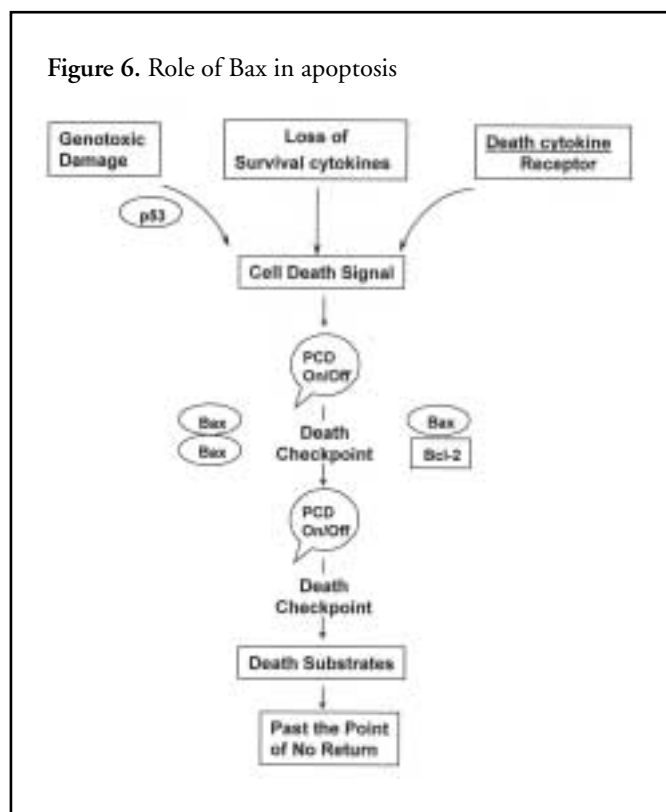 Figure 6. Role of Bax in apoptosis
Genotoxic
Damage
Loss of
Survival cytokines
Death cytokine
Receptor
p53
Cell Death Signal
PCD
On/Off
Bax
Bax
Death
Checkpoint
Bax
Bcl-2
PCD
On/Off
Death
Checkpoint
Death Substrates
Past the Point
of No Return